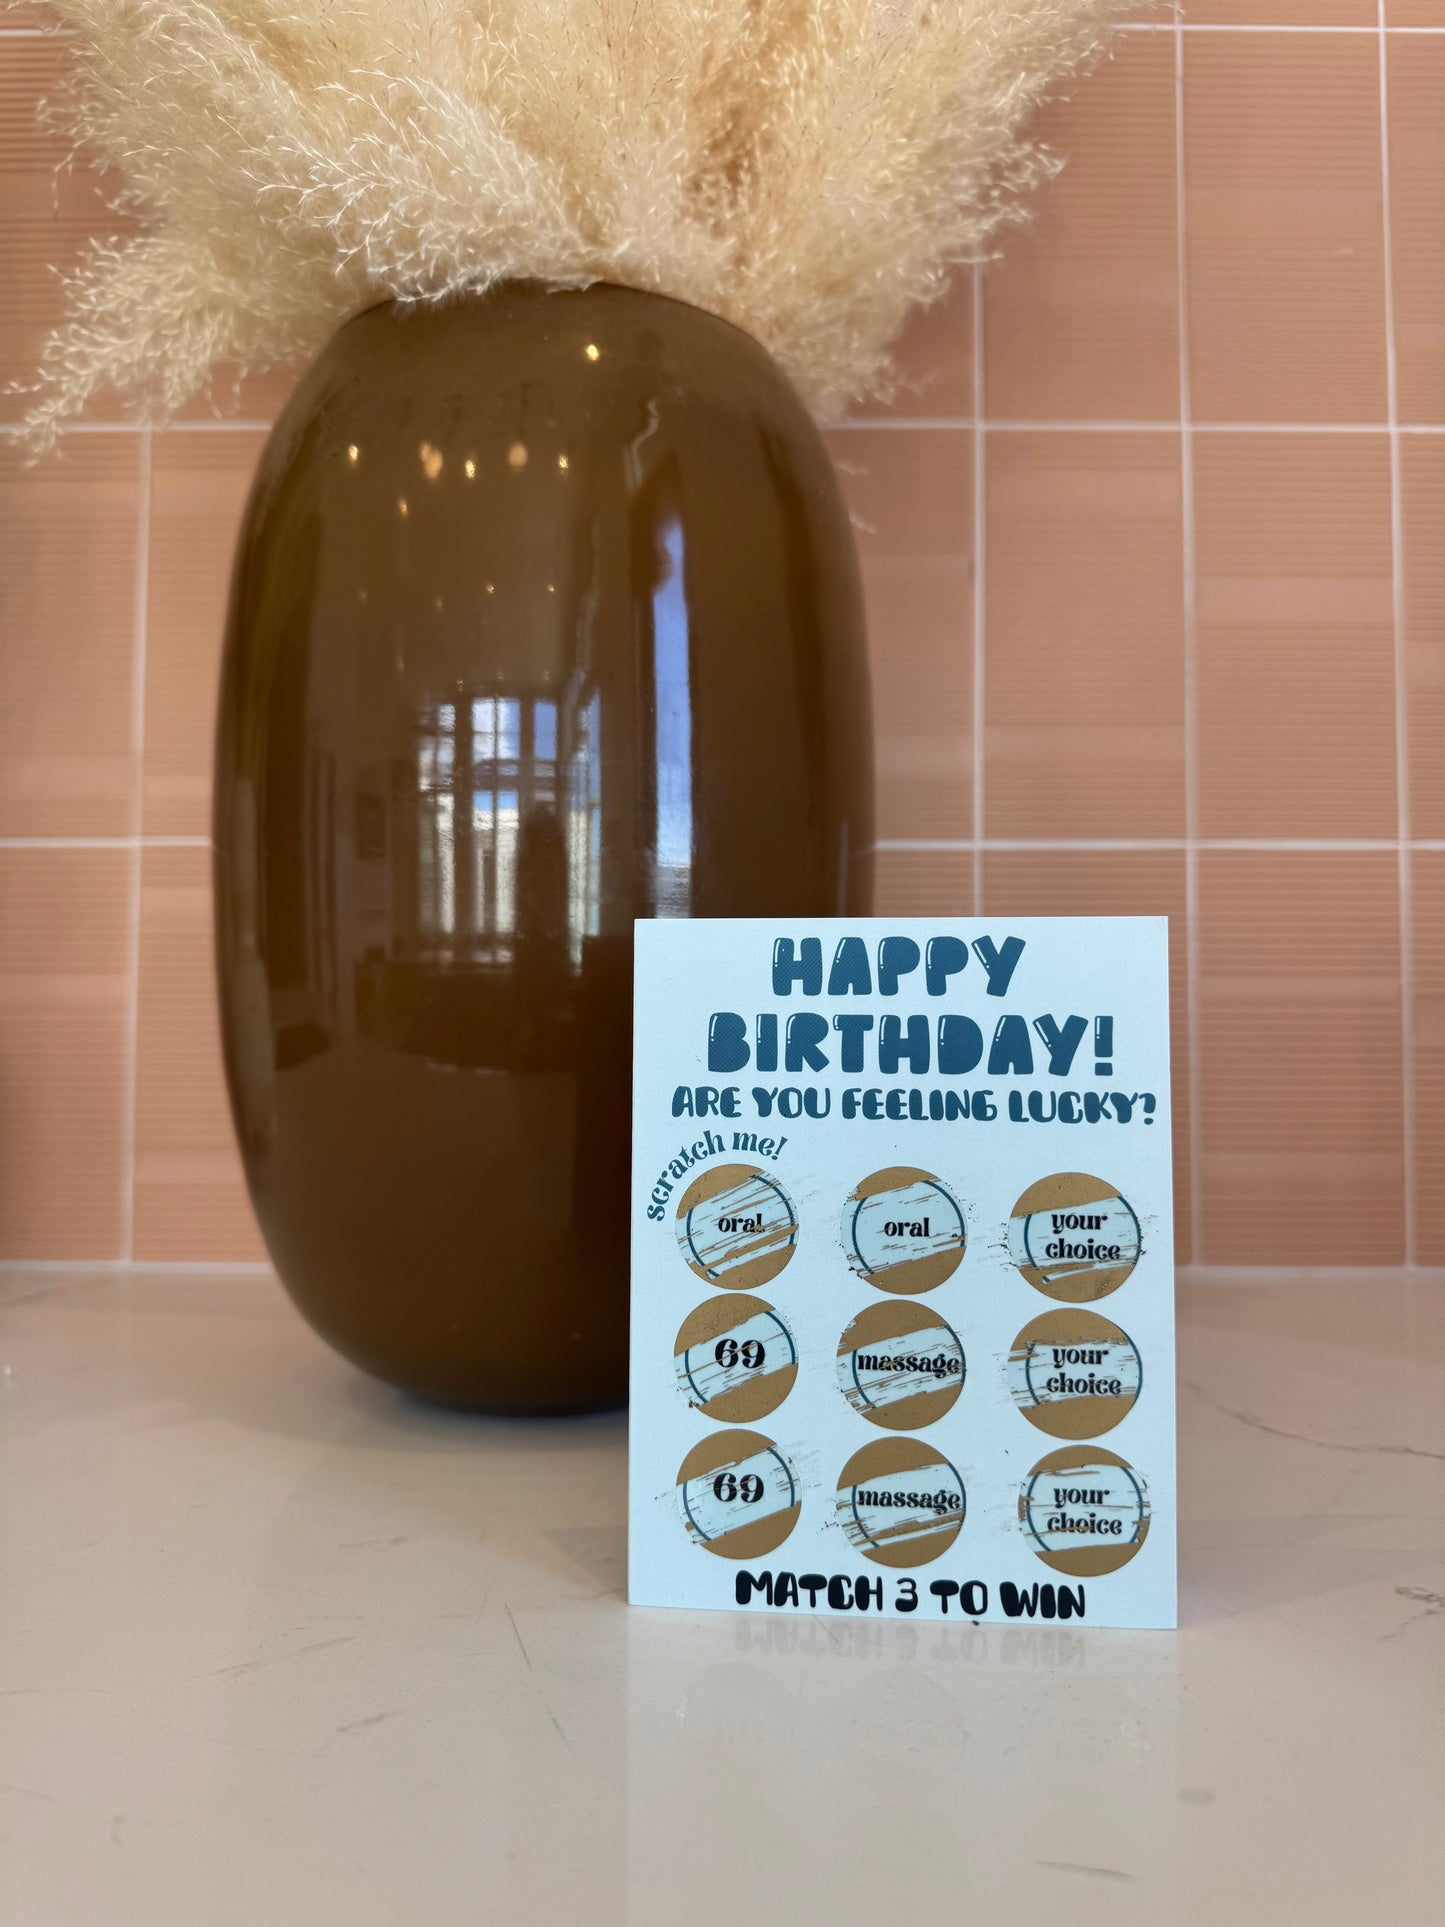 HAPPY
BIRTHDAY!
ARE YOU FEELING LUCKY?
scratch me!
oral oral your choice
69 massage your choice
69 massage your choice
MATCH 3 TO WIN